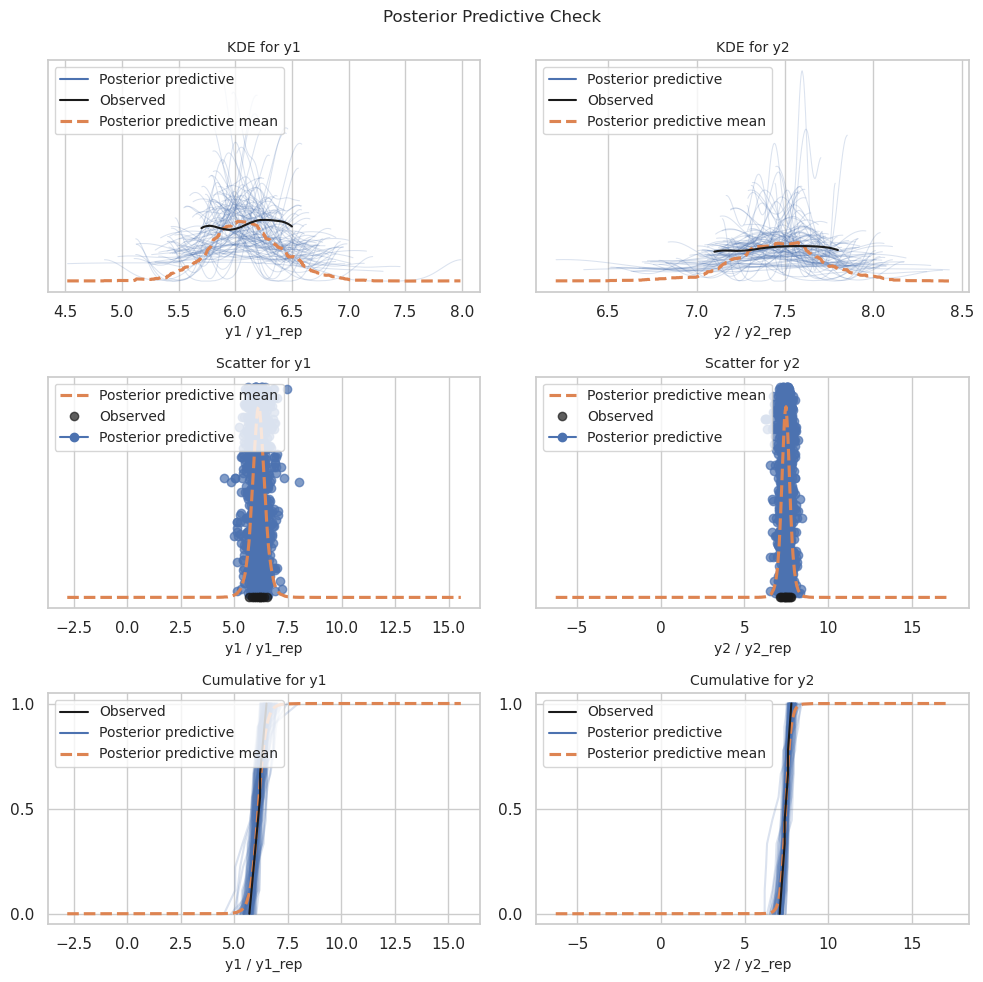 Posterior Predictive Check
KDE for y1
Posterior predictive
Observed
Posterior predictive mean
4.5 5.0 5.5 6.0 6.5 7.0 7.5 8.0
y1 / y1_rep
KDE for y2
Posterior predictive
Observed
Posterior predictive mean
6.5 7.0 7.5 8.0 8.5
y2 / y2_rep
Scatter for y1
Posterior predictive mean
Observed
Posterior predictive
−2.5 0.0 2.5 5.0 7.5 10.0 12.5 15.0
y1 / y1_rep
Scatter for y2
Posterior predictive mean
Observed
Posterior predictive
−5 0 5 10 15
y2 / y2_rep
Cumulative for y1
Observed
Posterior predictive
Posterior predictive mean
1.0
0.5
0.0
−2.5 0.0 2.5 5.0 7.5 10.0 12.5 15.0
y1 / y1_rep
Cumulative for y2
Observed
Posterior predictive
Posterior predictive mean
1.0
0.5
0.0
−5 0 5 10 15
y2 / y2_rep